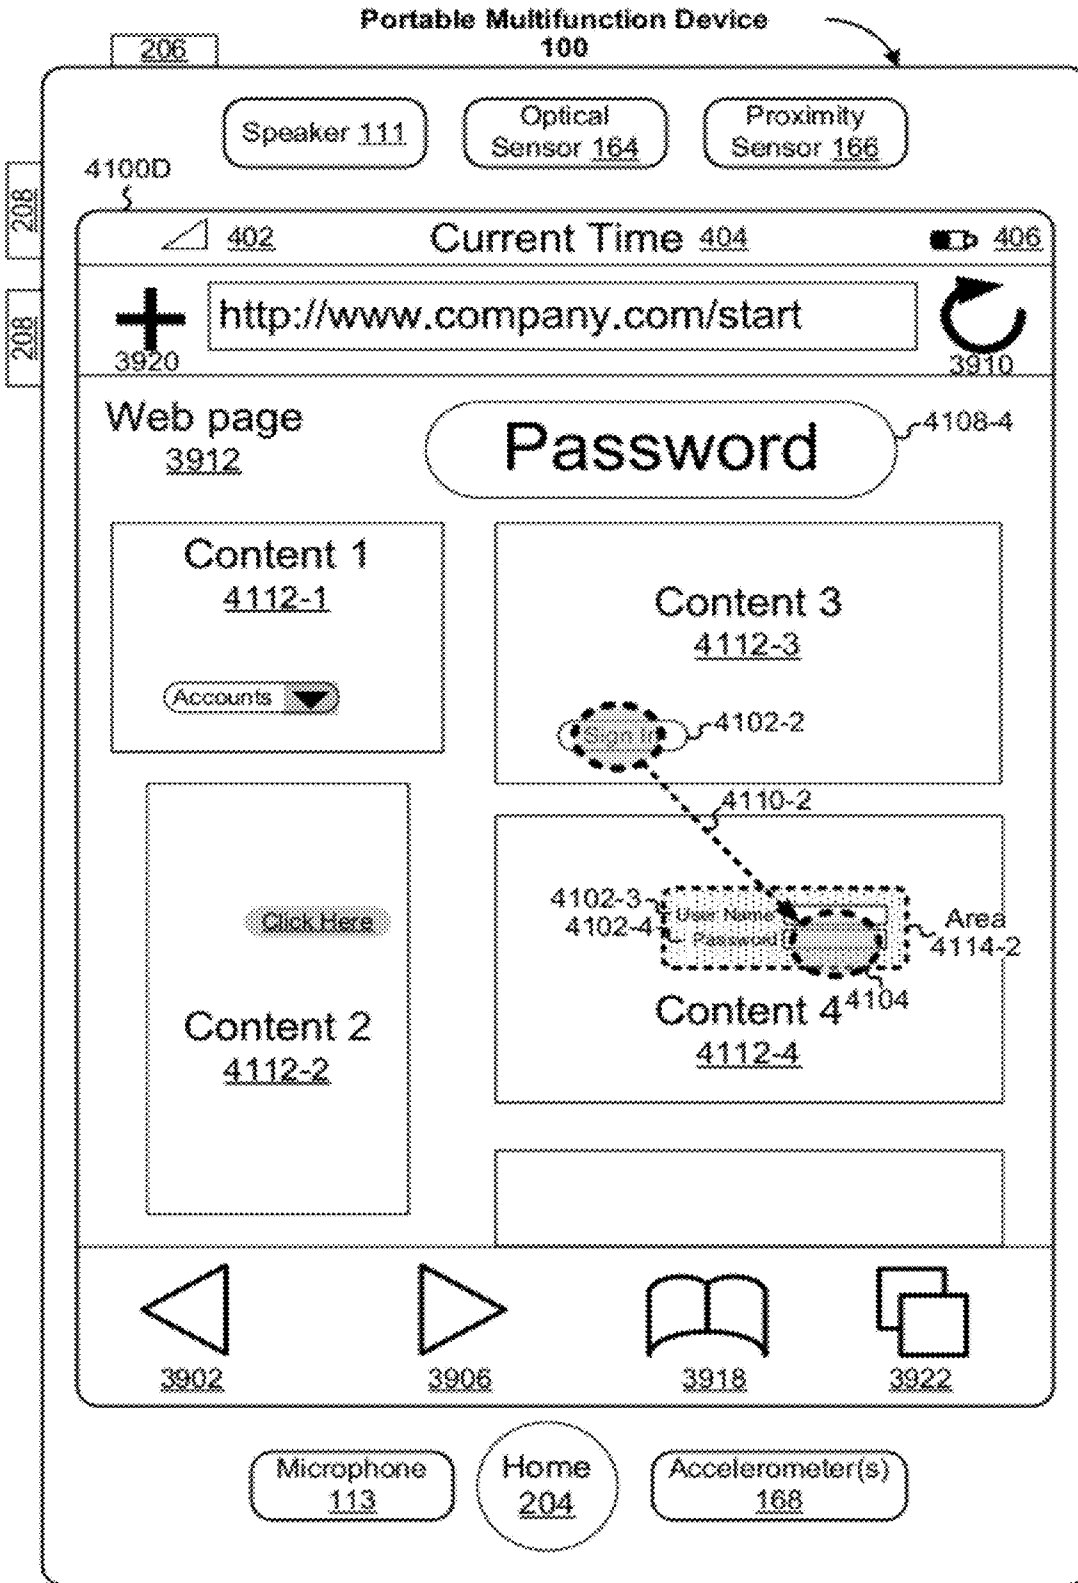 Portable Multifunction Device
100
206
Speaker 111
Optical
Sensor 164
Proximity
Sensor 166
4100D
208
208
402
Current Time 404
406
http://www.company.com/start
3920
3910
Web page
3912
Password
4108-4
Content 1
4112-1
Accounts
Content 3
4112-3
Sign
4102-2
4110-2
Click Here
Content 2
4112-2
4102-3
4102-4
User Name
Password
Area
4114-2
4104
Content 4
4112-4
3902
3906
3918
3922
Microphone
113
Home
204
Accelerometer(s)
168